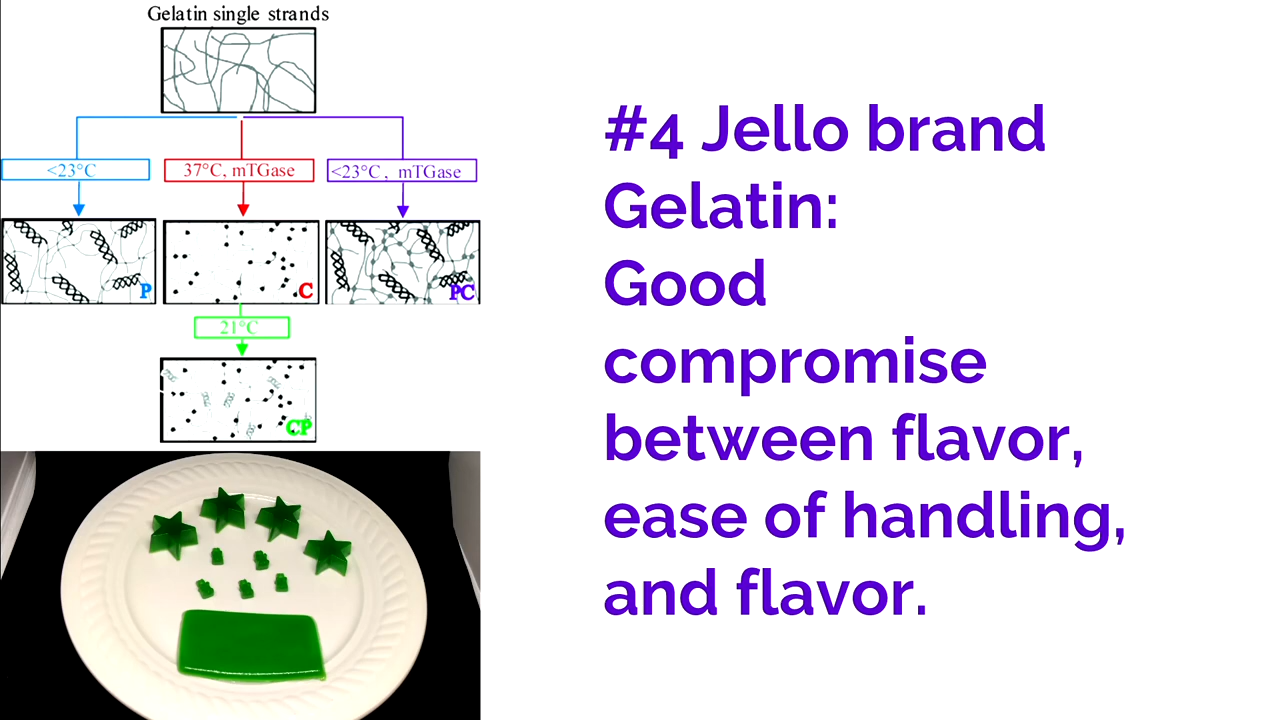 Gelatin single strands
<23°C
37°C, mTGase
<23°C , mTGase
P
C
PC
21°C
CP
#4 Jello brand
Gelatin:
Good
compromise
between flavor,
ease of handling,
and flavor.